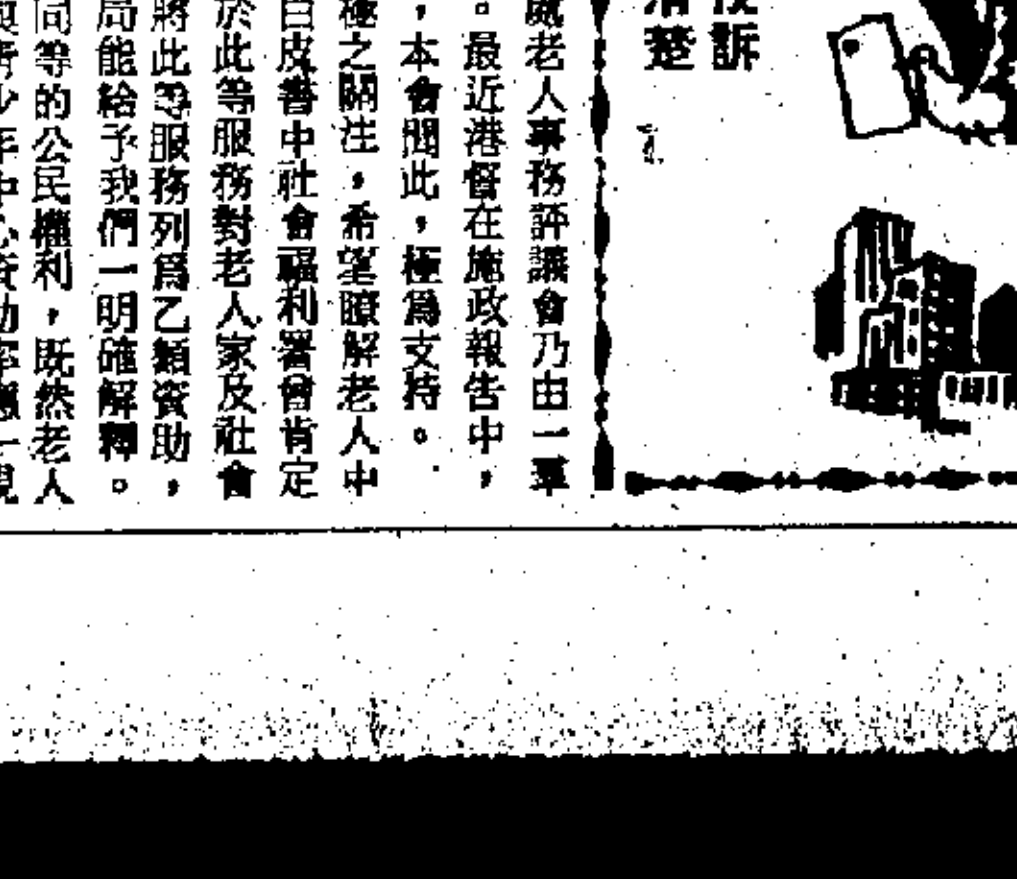 訴
楚
處老人事務評議會乃由一羣
。最近港督在施政報告中，
，本會聞此，極為支持。
極之關注，希望瞭解老人中
白皮書中社會福利署曾肯定
於此等服務對老人家及社會
將此等服務列爲乙類資助，
局能給予我們一明確解釋。
同等的公民權利，既然老人